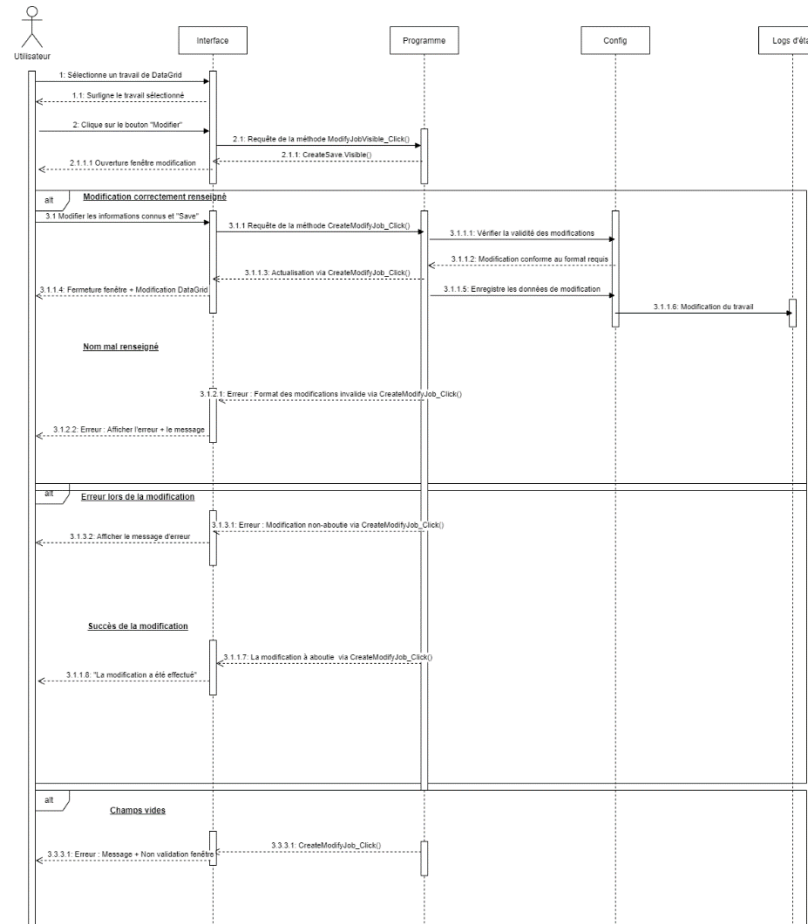 Utilisateur
Interface
Programme
Config
Logs d'éta
1: Sélectionne un travail de DataGrid
1.1: Surligne le travail sélectionné
2: Clique sur le bouton "Modifier"
2.1: Requête de la méthode ModifyJobVisible_Click()
2.1.1: CreateSave.Visible()
2.1.1.1 Ouverture fenêtre modification
alt
Modification correctement renseigné
3.1 Modifier les informations connus et "Save"
3.1.1 Requête de la méthode CreateModifyJob_Click()
3.1.1.1: Vérifier la validité des modifications
3.1.1.2: Modification conforme au format requis
3.1.1.3: Actualisation via CreateModifyJob_Click()
3.1.1.4: Fermeture fenêtre + Modification DataGrid
3.1.1.5: Enregistre les données de modification
3.1.1.6: Modification du travail
Nom mal renseigné
3.1.2.1: Erreur : Format des modifications invalide via CreateModifyJob_Click()
3.1.2.2: Erreur : Afficher l'erreur + le message
alt
Erreur lors de la modification
3.1.3.1: Erreur : Modification non-aboutie via CreateModifyJob_Click()
3.1.3.2: Afficher le message d'erreur
Succès de la modification
3.1.1.7: La modification à aboutie via CreateModifyJob_Click()
3.1.1.8: "La modification a été effectué"
alt
Champs vides
3.3.3.1: CreateModifyJob_Click()
3.3.3.1: Erreur : Message + Non validation fenêtre